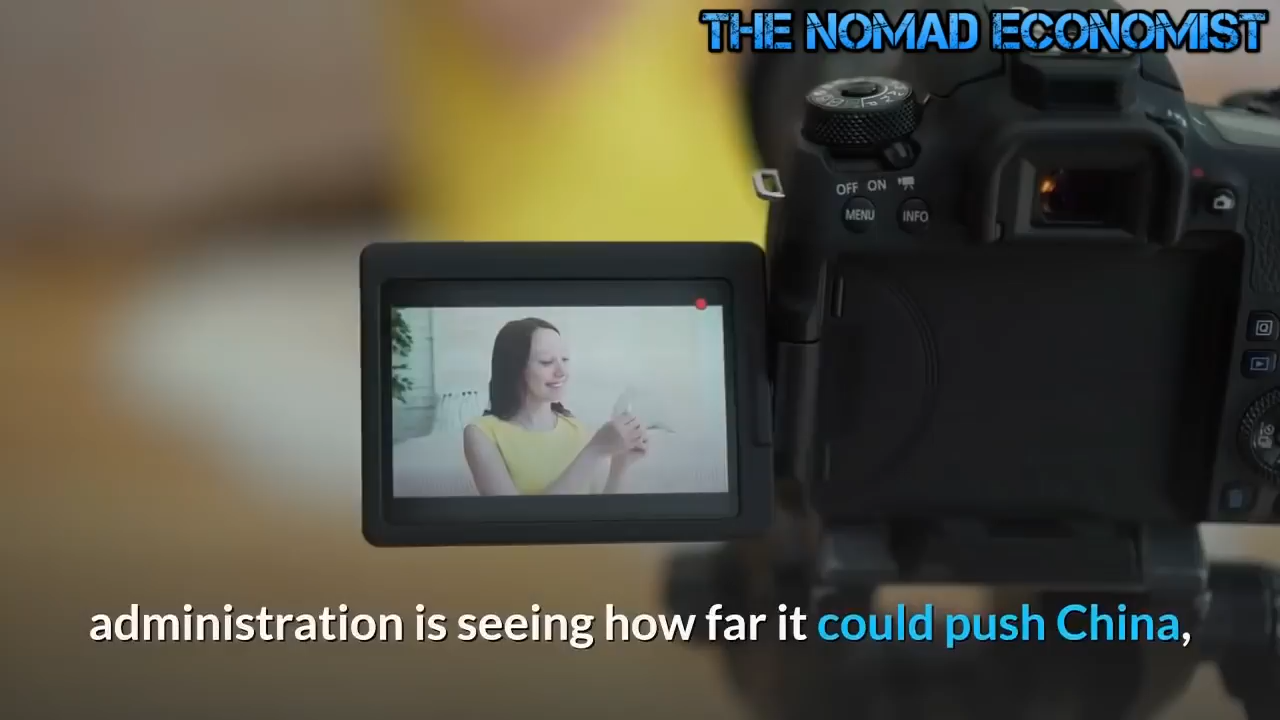 THE NOMAD ECONOMIST
OFF ON
MENU INFO
Q
administration is seeing how far it could push China,